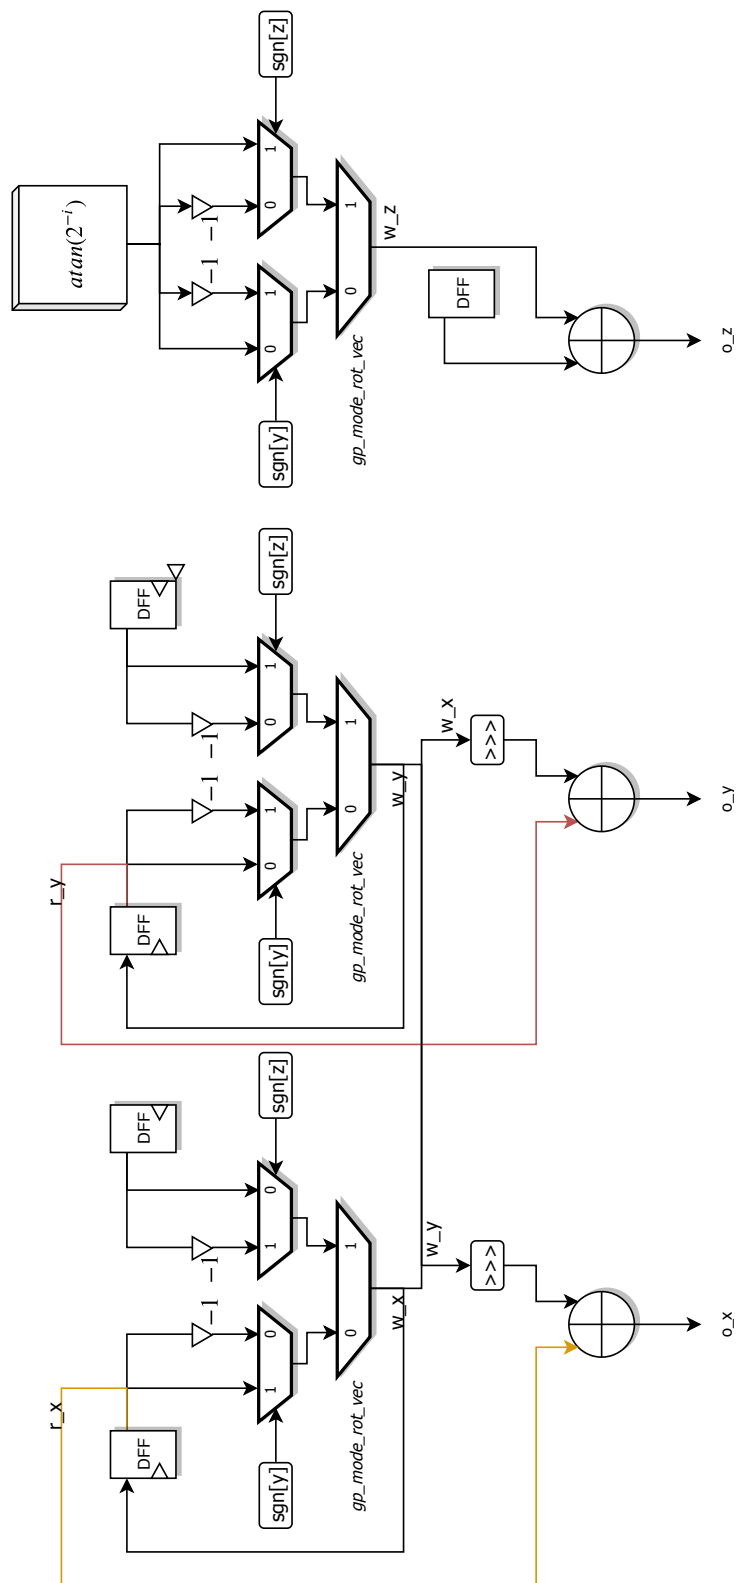 r_x
DFF
DFF
−1
−1
sgn[y]
1
0
1
0
sgn[z]
gp_mode_rot_vec
0
1
w_x
w_y
>>>
o_x
r_y
DFF
DFF
−1
−1
sgn[y]
0
1
0
1
sgn[z]
gp_mode_rot_vec
0
1
w_y
w_x
>>>
o_y
atan(2⁻ⁱ)
−1
−1
sgn[y]
0
1
0
1
sgn[z]
gp_mode_rot_vec
0
1
w_z
DFF
o_z